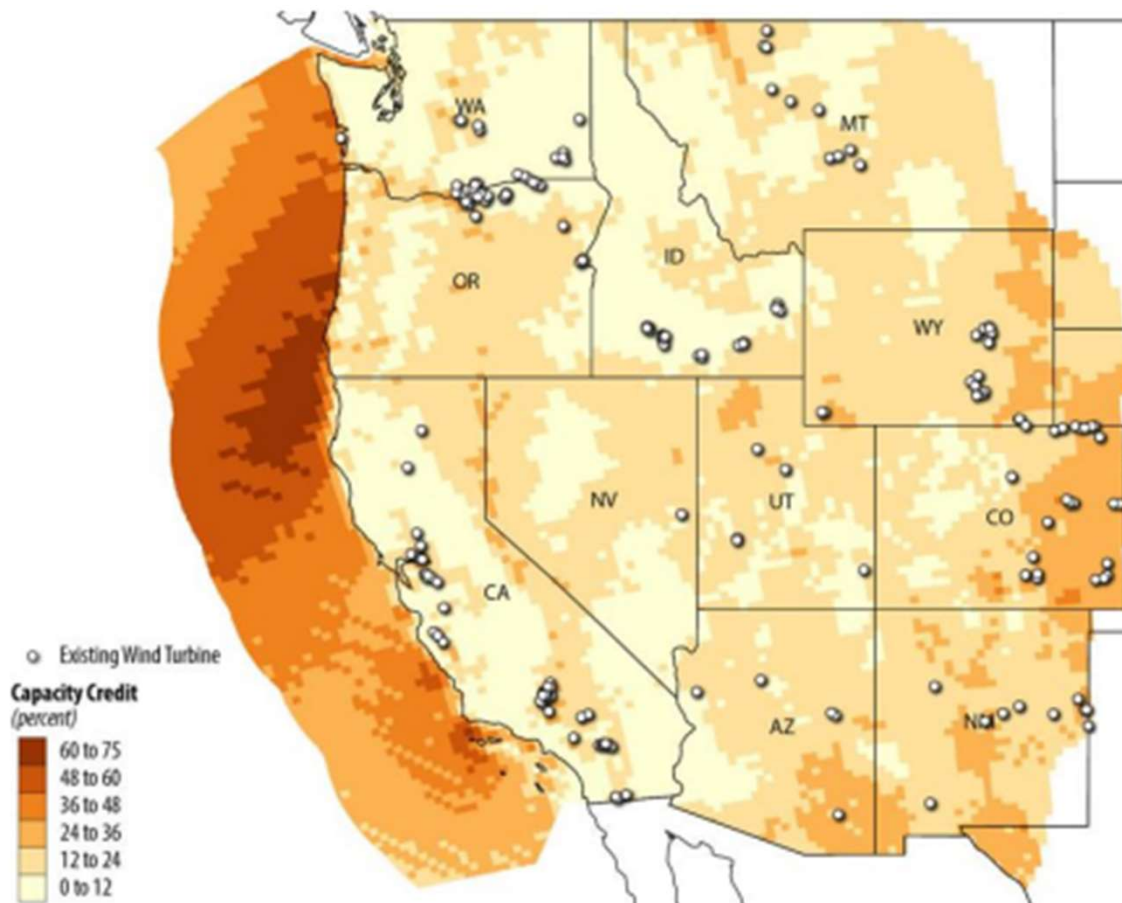 WA
MT
OR
ID
WY
NV
UT
CO
CA
AZ
Existing Wind Turbine
Capacity Credit
(percent)
60 to 75
48 to 60
36 to 48
24 to 36
12 to 24
0 to 12